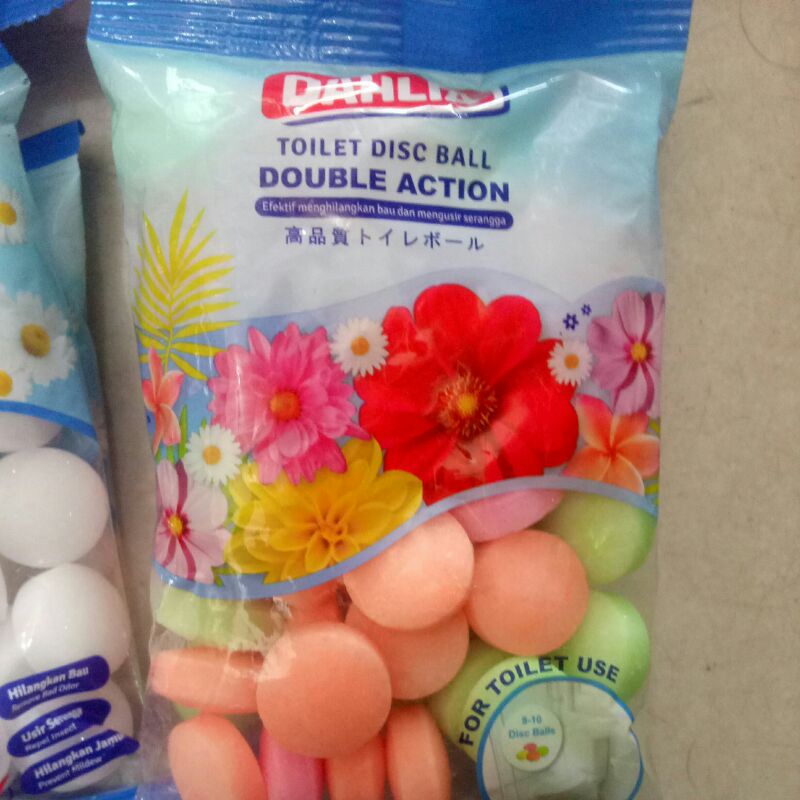 DAHLIA
TOILET DISC BALL
DOUBLE ACTION
Efektif menghilangkan bau dan mengusir serangga
高品質トイレボール
FOR TOILET USE
8-10
Disc Balls
Hilangkan Bau
Remove Bad Odor
Usir Serangga
Repel Insect
Hilangkan Jamu
Prevent Mildew